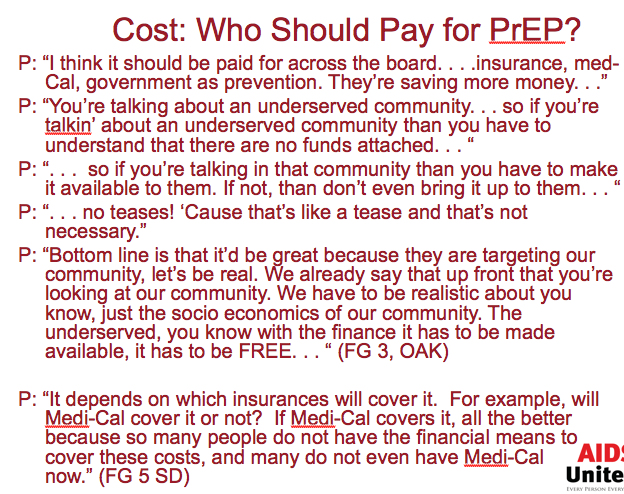 Cost: Who Should Pay for PrEP?
P: “I think it should be paid for across the board. . . .insurance, med-
Cal, government as prevention. They’re saving more money. . .”
P: “You’re talking about an underserved community. . . so if you’re
talkin’ about an underserved community than you have to
understand that there are no funds attached. . . “
P: “. . .  so if you’re talking in that community than you have to make
it available to them. If not, than don’t even bring it up to them. . . “
P: “. . . no teases! ‘Cause that’s like a tease and that’s not
necessary.”
P: “Bottom line is that it’d be great because they are targeting our
community, let’s be real. We already say that up front that you’re
looking at our community. We have to be realistic about you
know, just the socio economics of our community. The
underserved, you know with the finance it has to be made
available, it has to be FREE. . . “ (FG 3, OAK)
P: “It depends on which insurances will cover it.  For example, will
Medi-Cal cover it or not?  If Medi-Cal covers it, all the better
because so many people do not have the financial means to
cover these costs, and many do not even have Medi-Cal
now.” (FG 5 SD)
AIDS
Unite
Every Person Every